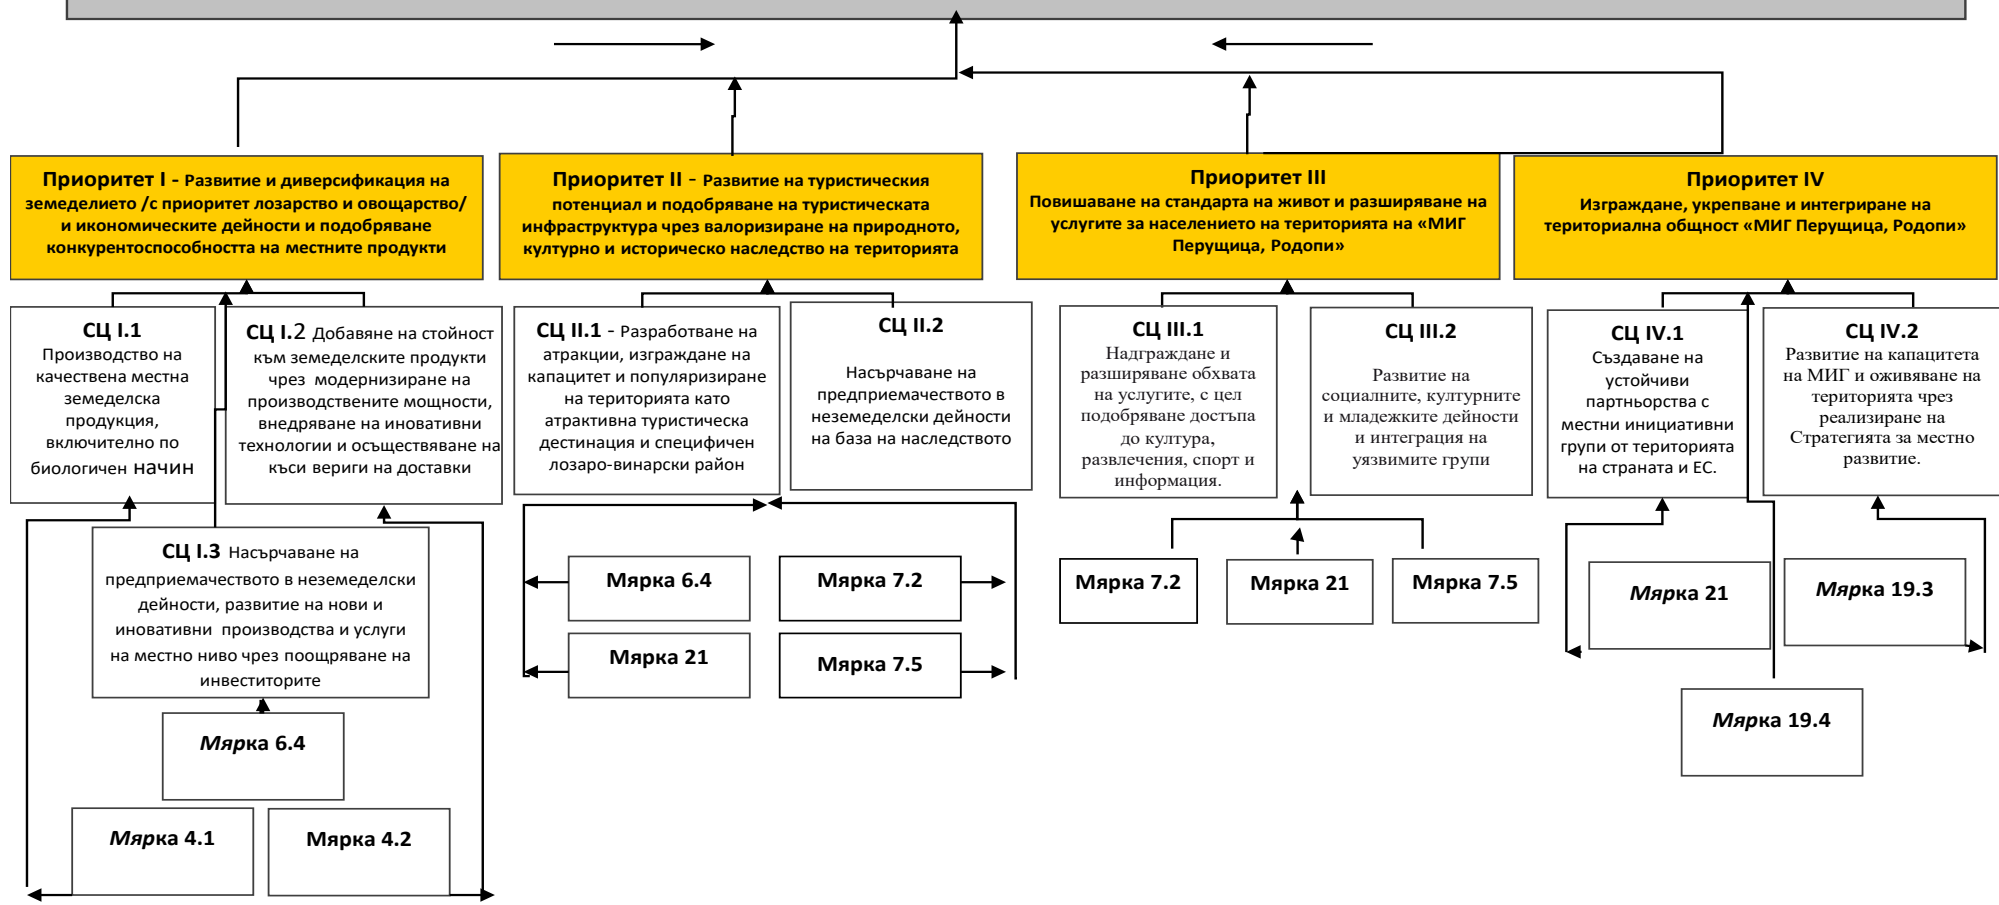 Приоритет I - Развитие и диверсификация на
земеделието /с приоритет лозарство и овощарство/
и икономическите дейности и подобряване
конкурентоспособността на местните продукти
Приоритет II - Развитие на туристическия
потенциал и подобряване на туристическата
инфраструктура чрез валоризиране на природното,
културно и историческо наследство на територията
Приоритет III
Повишаване на стандарта на живот и разширяване на
услугите за населението на територията на «МИГ
Перущица, Родопи»
Приоритет IV
Изграждане, укрепване и интегриране на
териториална общност «МИГ Перущица, Родопи»
СЦ I.1
Производство на
качествена местна
земеделска
продукция,
включително по
биологичен начин
СЦ I.2 Добавяне на стойност
към земеделските продукти
чрез модернизиране на
производствените мощности,
внедряване на иновативни
технологии и осъществяване на
къси вериги на доставки
СЦ II.1 - Разработване на
атракции, изграждане на
капацитет и популяризиране
на територията като
атрактивна туристическа
дестинация и специфичен
лозаро-винарски район
СЦ II.2
Насърчаване на
предприемачеството в
неземеделски дейности
на база на наследството
СЦ III.1
Надграждане и
разширяване обхвата
на услугите, с цел
подобряване достъпа
до култура,
развлечения, спорт и
информация.
СЦ III.2
Развитие на
социалните, културните
и младежките дейности
и интеграция на
уязвимите групи
СЦ IV.1
Създаване на
устойчиви
партньорства с
местни инициативни
групи от територията
на страната и ЕС.
СЦ IV.2
Развитие на капацитета
на МИГ и оживяване на
територията чрез
реализиране на
Стратегията за местно
развитие.
СЦ I.3 Насърчаване на
предприемачеството в неземеделски
дейности, развитие на нови и
иновативни производства и услуги
на местно ниво чрез поощряване на
инвеститорите
Мярка 6.4
Мярка 7.2
Мярка 21
Мярка 7.5
Мярка 7.2
Мярка 21
Мярка 7.5
Мярка 21
Мярка 19.3
Мярка 19.4
Мярка 6.4
Мярка 4.1
Мярка 4.2